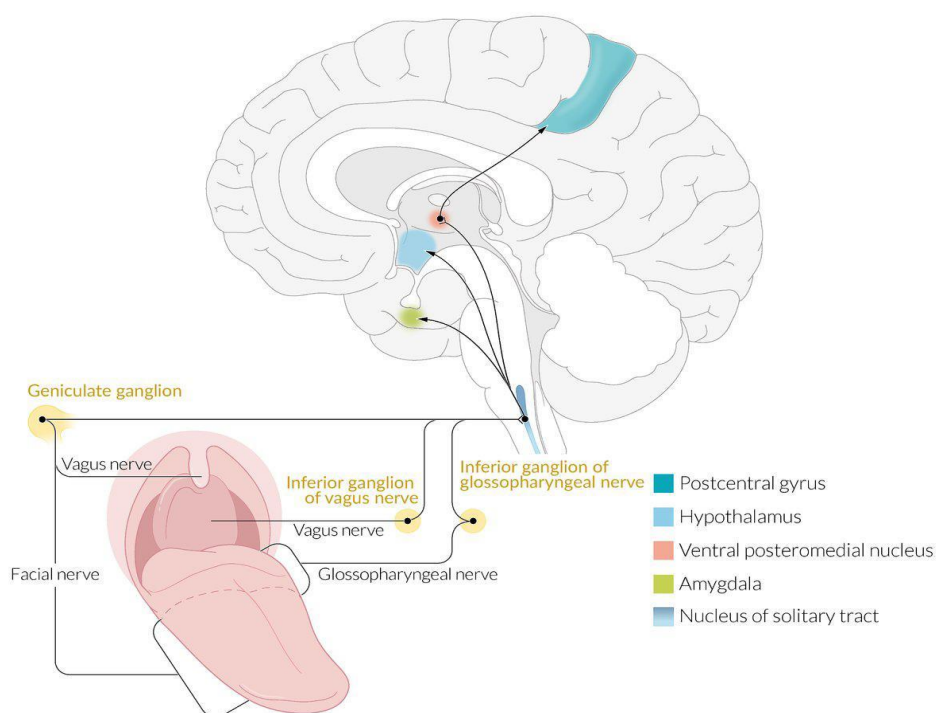 Geniculate ganglion
Vagus nerve
Inferior ganglion
of vagus nerve
Inferior ganglion of
glossopharyngeal nerve
Vagus nerve
Facial nerve
Glossopharyngeal nerve
Postcentral gyrus
Hypothalamus
Ventral posteromedial nucleus
Amygdala
Nucleus of solitary tract